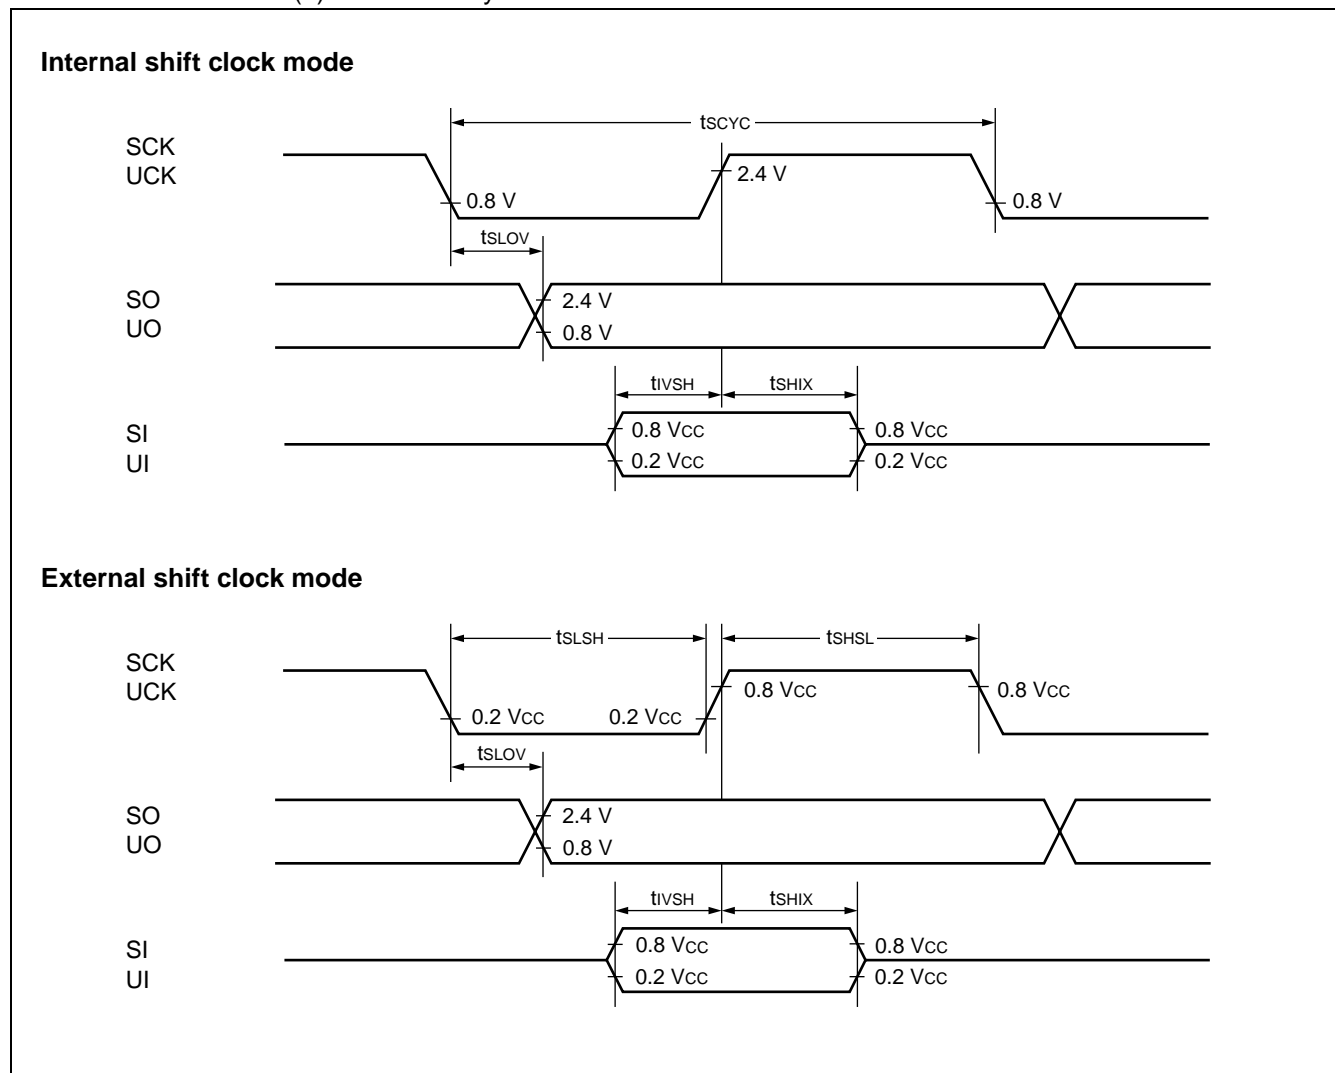 Internal shift clock mode
tSCYC
SCK
UCK
2.4 V
0.8 V
0.8 V
tSLOV
SO
UO
2.4 V
0.8 V
tIVSH
tSHIX
SI
UI
0.8 VCC
0.8 VCC
0.2 VCC
0.2 VCC
External shift clock mode
tSLSH
tSHSL
SCK
UCK
0.8 VCC
0.8 VCC
0.2 VCC
0.2 VCC
tSLOV
SO
UO
2.4 V
0.8 V
tIVSH
tSHIX
SI
UI
0.8 VCC
0.8 VCC
0.2 VCC
0.2 VCC